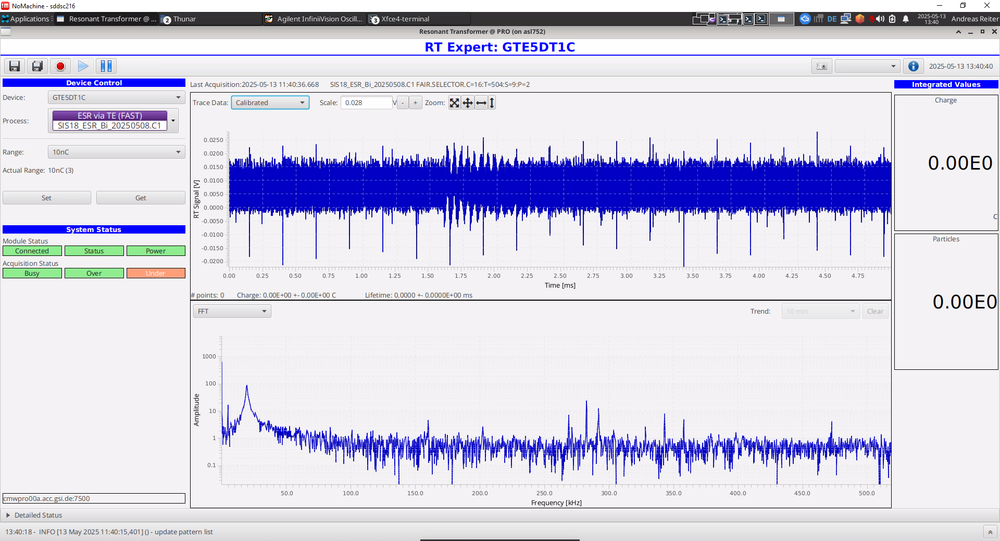 NoMachine - sddsc216
Applications
Resonant Transformer @ ...
2 Thunar
Agilent InfiniiVision Oscill...
3 Xfce4-terminal
DE
2025-05-13
13:40
Andreas Reiter
Resonant Transformer @ PRO (on asl752)
RT Expert: GTE5DT1C
2025-05-13 13:40:40
Device Control
Device: GTE5DT1C
Process: ESR via TE (FAST)
SIS18_ESR_Bi_20250508.C1
Range: 10nC
Actual Range: 10nC (3)
Set Get
System Status
Module Status
Connected Status Power
Acquisition Status
Busy Over Under
cmwpro00a.acc.gsi.de:7500
Last Acquisition:2025-05-13 11:40:36.668 SIS18_ESR_Bi_20250508.C1 FAIR.SELECTOR.C=16:T=504:S=9:P=2
Trace Data: Calibrated Scale: 0.028 V - + Zoom:
RT Signal [V]
0.0250
0.0200
0.0150
0.0100
0.0050
0.0000
-0.0050
-0.0100
-0.0150
-0.0200
0.00 0.25 0.50 0.75 1.00 1.25 1.50 1.75 2.00 2.25 2.50 2.75 3.00 3.25 3.50 3.75 4.00 4.25 4.50 4.75
Time [ms]
# points: 0 Charge: 0.00E+00 +- 0.00E+00 C Lifetime: 0.0000 +- 0.0000E+00 ms
FFT Trend: 10 min Clear
Amplitude
1000
100
10
1
0.1
50.0 100.0 150.0 200.0 250.0 300.0 350.0 400.0 450.0 500.0
Frequency [kHz]
Integrated Values
Charge
0.00E0
C
Particles
0.00E0
Detailed Status
13:40:18 - INFO [13 May 2025 11:40:15,401] () - update pattern list